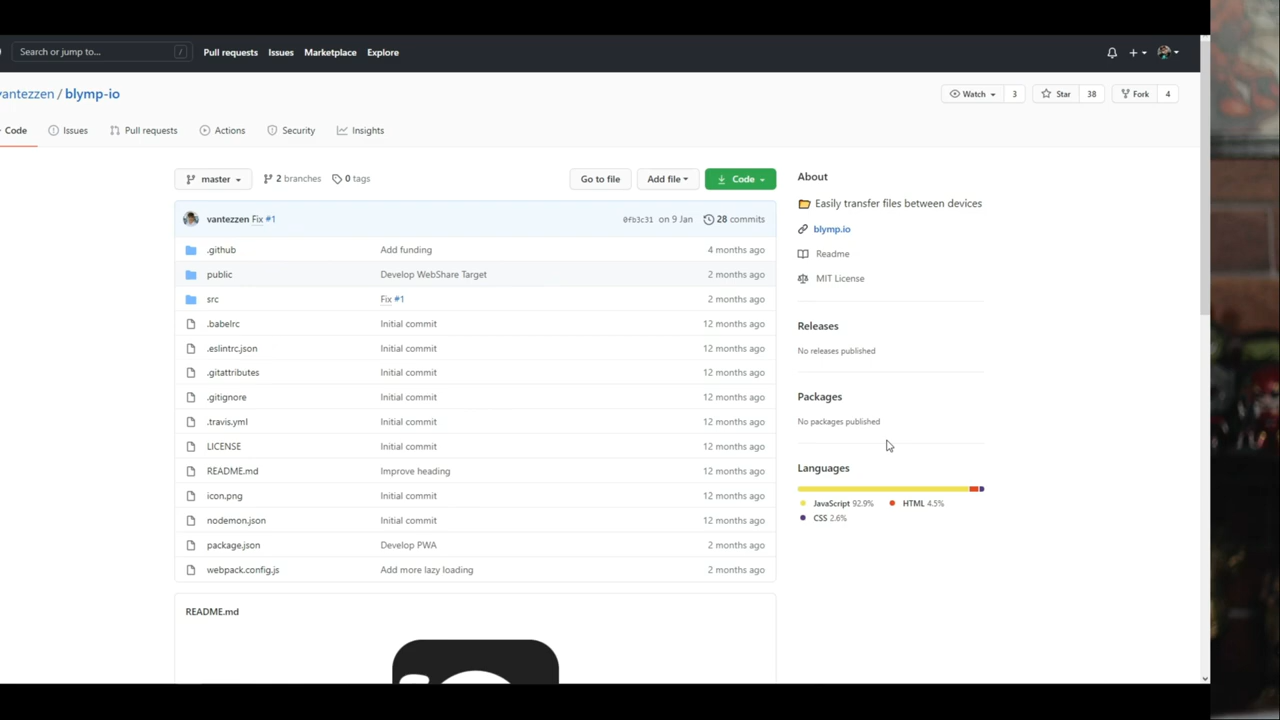 Search or jump to... / Pull requests Issues Marketplace Explore
vantezzen / blymp-io Watch 3 Star 38 Fork 4
Code Issues Pull requests Actions Security Insights
master 2 branches 0 tags Go to file Add file Code
vantezzen Fix #1 0fb3c31 on 9 Jan 28 commits
.github Add funding 4 months ago
public Develop WebShare Target 2 months ago
src Fix #1 2 months ago
.babelrc Initial commit 12 months ago
.eslintrc.json Initial commit 12 months ago
.gitattributes Initial commit 12 months ago
.gitignore Initial commit 12 months ago
.travis.yml Initial commit 12 months ago
LICENSE Initial commit 12 months ago
README.md Improve heading 12 months ago
icon.png Initial commit 12 months ago
nodemon.json Initial commit 12 months ago
package.json Develop PWA 2 months ago
webpack.config.js Add more lazy loading 2 months ago
README.md
About
Easily transfer files between devices
blymp.io
Readme
MIT License
Releases
No releases published
Packages
No packages published
Languages
JavaScript 92.9% HTML 4.5%
CSS 2.6%